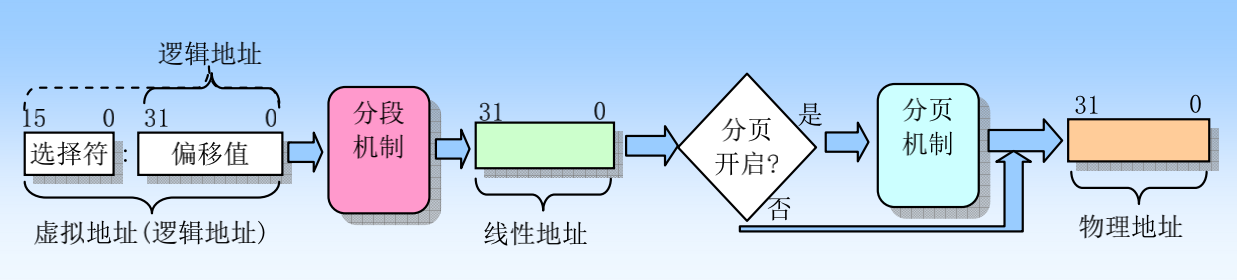 逻辑地址
15 0 31 0
选择符 : 偏移值
虚拟地址(逻辑地址)
分段
机制
31 0
线性地址
分页
开启?
是
否
分页
机制
31 0
物理地址